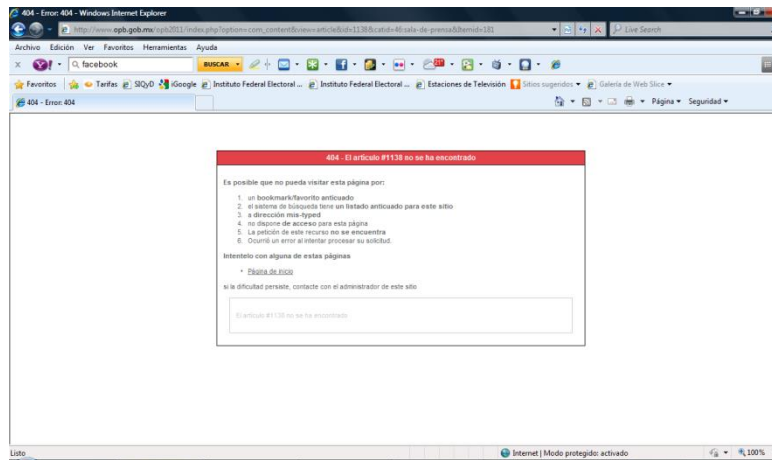 404 - Error: 404 - Windows Internet Explorer
http://www.opb.gob.mx/opb2011/index.php?option=com_content&view=article&id=1138&catid=46:sala-de-prensa&Itemid=181
Live Search
Archivo Edición Ver Favoritos Herramientas Ayuda
facebook
BUSCAR
Favoritos Tarifas SIQyD iGoogle Instituto Federal Electoral ... Instituto Federal Electoral ... Estaciones de Televisión Sitios sugeridos Galería de Web Slice
404 - Error: 404
Página Seguridad
404 - El artículo #1138 no se ha encontrado
Es posible que no pueda visitar esta página por:
1. un bookmark/favorito anticuado
2. el sistema de búsqueda tiene un listado anticuado para este sitio
3. a dirección mis-typed
4. no dispone de acceso para esta página
5. La petición de este recurso no se encuentra
6. Ocurrió un error al intentar procesar su solicitud.
Intentelo con alguna de estas páginas
Página de inicio
si la dificultad persiste, contacte con el administrador de este sitio
El artículo #1138 no se ha encontrado
Listo
Internet | Modo protegido: activado
100%